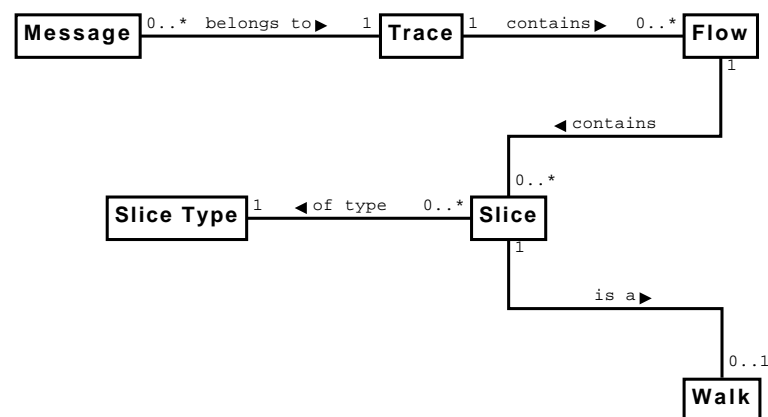 Message 0..* belongs to ▶ 1 Trace 1 contains ▶ 0..* Flow
1
◀ contains
0..*
Slice Type 1 ◀ of type 0..* Slice
1
is a ▶
0..1
Walk